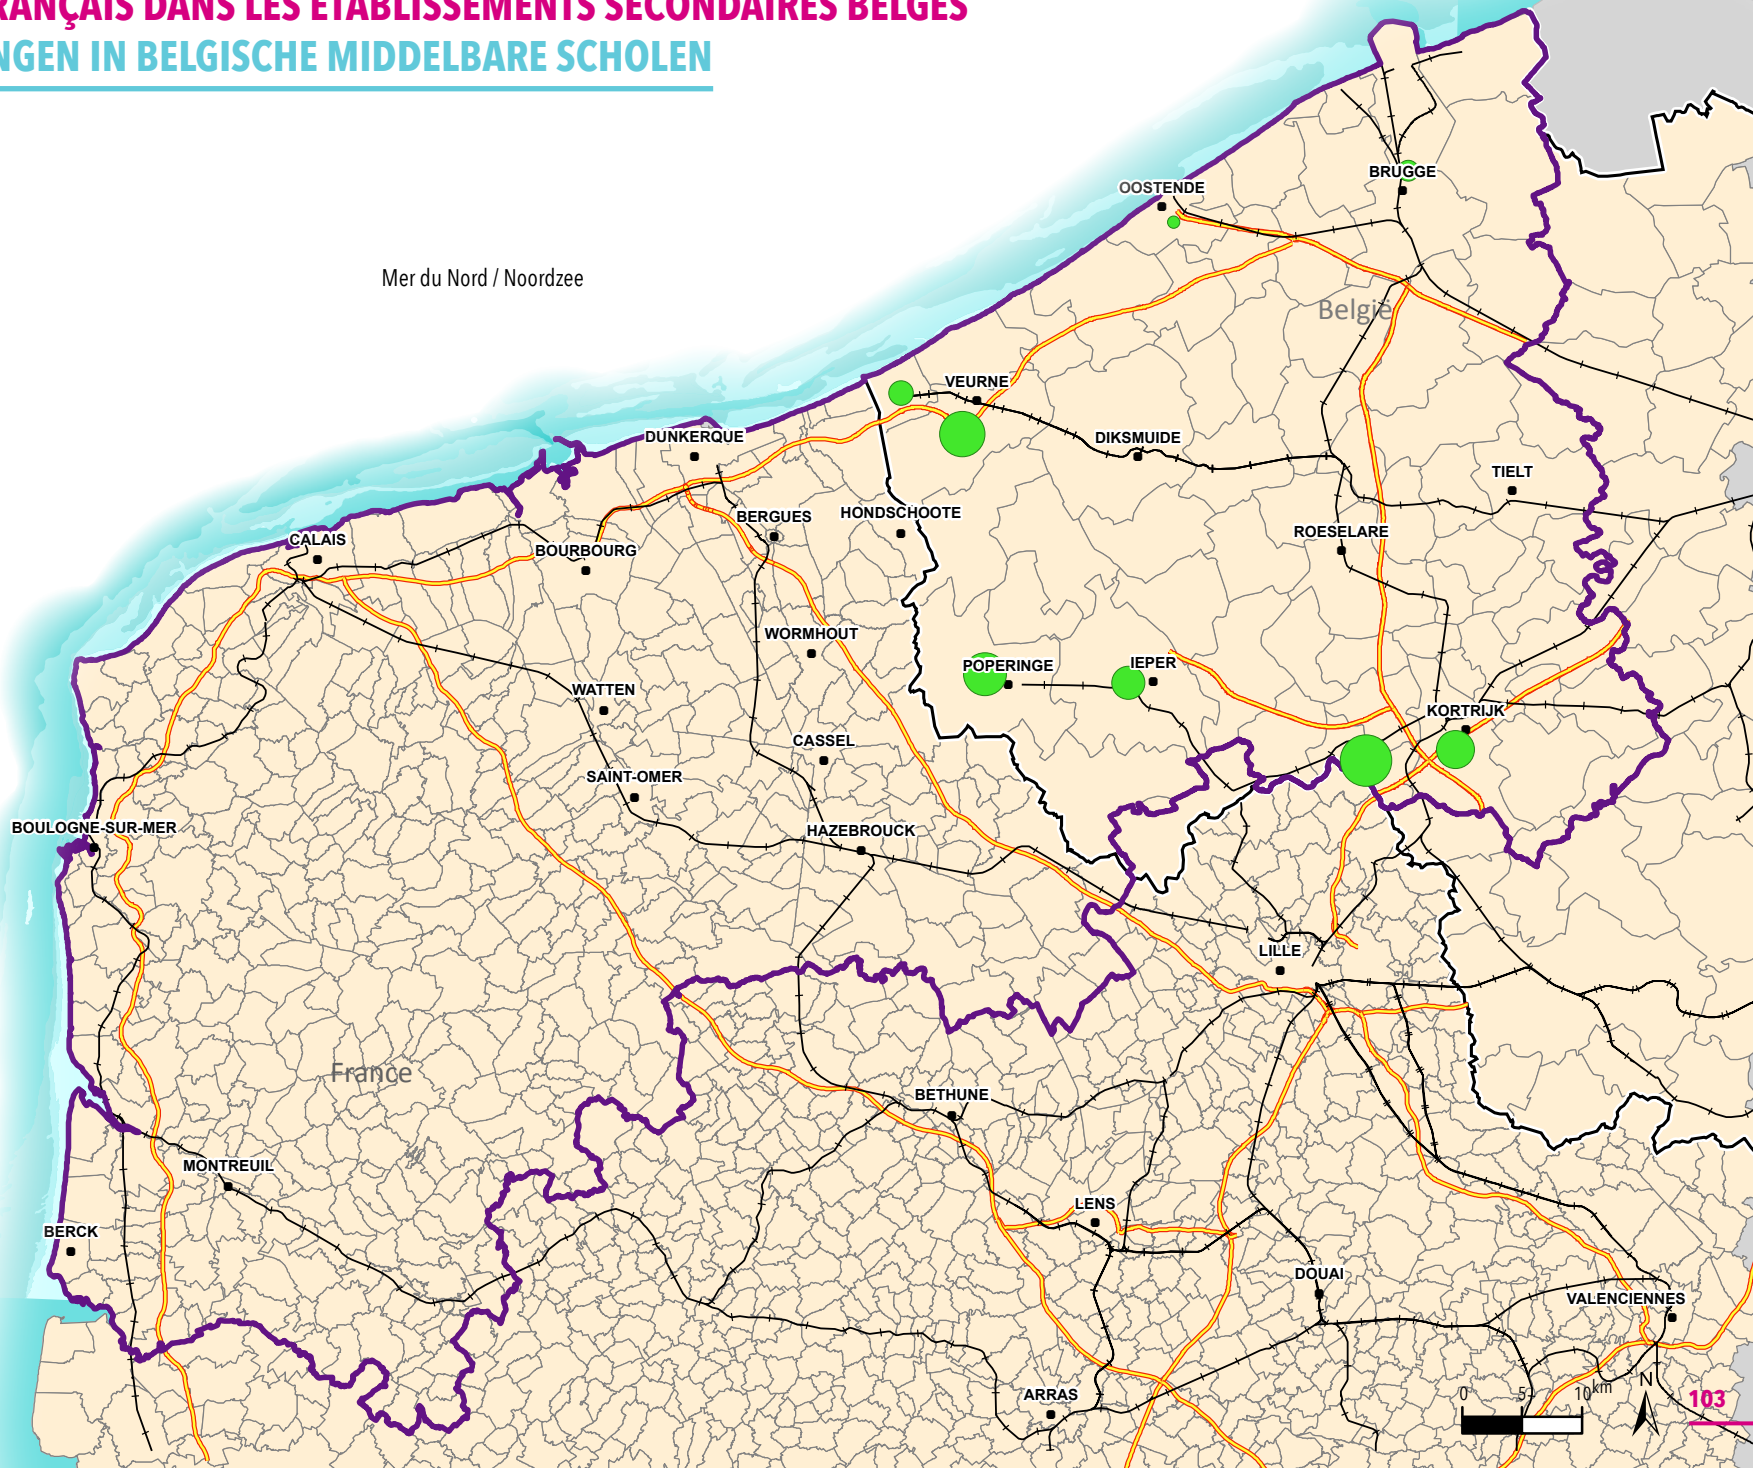 RANÇAIS DANS LES ÉTABLISSEMENTS SECONDAIRES BELGES
NGEN IN BELGISCHE MIDDELBARE SCHOLEN
BRUGGE
OOSTENDE
Mer du Nord / Noordzee
België
VEURNE
DUNKERQUE
DIKSMUIDE
TIELT
BERGUES
HONDSCHOOTE
ROESELARE
CALAIS
BOURBOURG
WORMHOUT
POPERINGE
IEPER
WATTEN
KORTRIJK
CASSEL
SAINT-OMER
BOULOGNE-SUR-MER
HAZEBROUCK
LILLE
France
BETHUNE
MONTREUIL
LENS
BERCK
DOUAI
VALENCIENNES
ARRAS
0 5 10 km
N
103